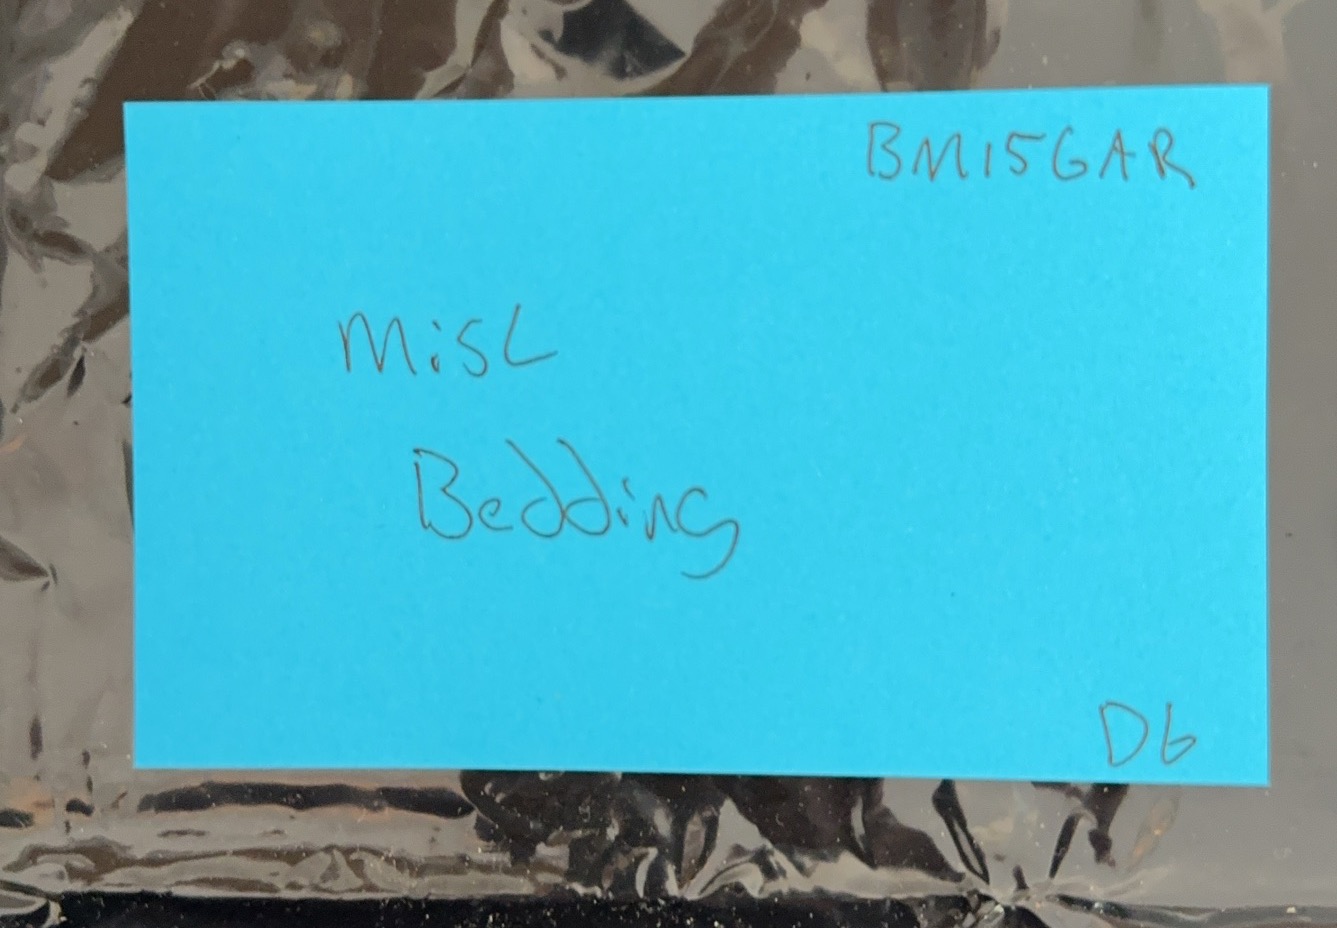 BM15GAR
Misc
Bedding
D6